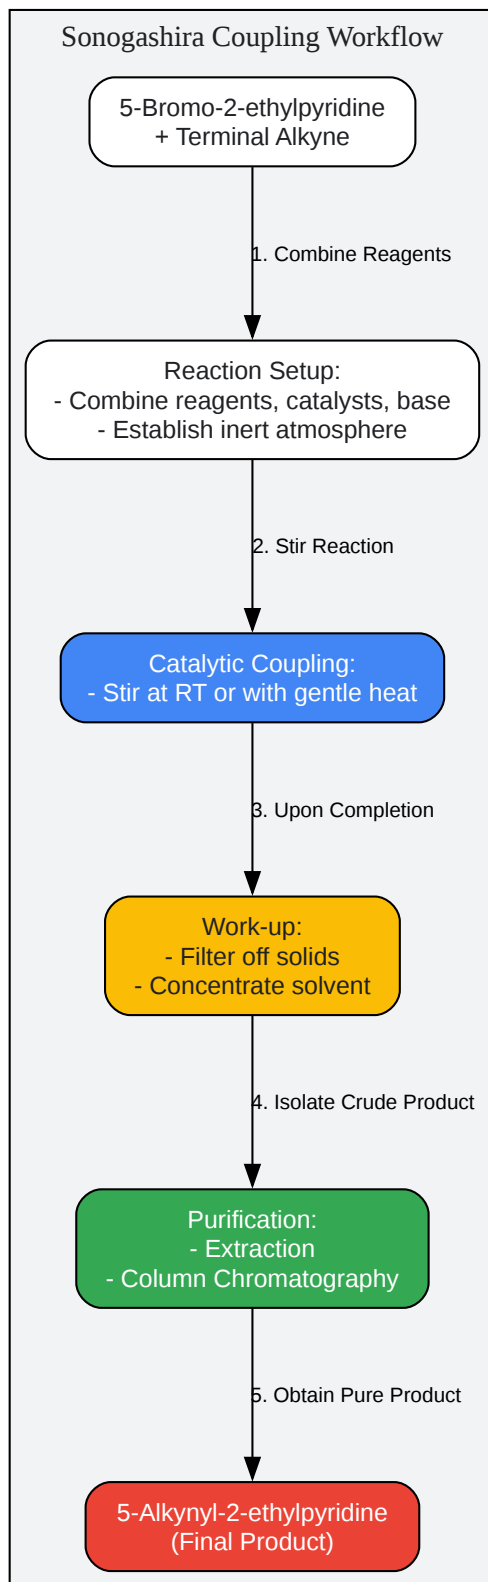 Sonogashira Coupling Workflow
5-Bromo-2-ethylpyridine
+ Terminal Alkyne
1. Combine Reagents
Reaction Setup:
- Combine reagents, catalysts, base
- Establish inert atmosphere
2. Stir Reaction
Catalytic Coupling:
- Stir at RT or with gentle heat
3. Upon Completion
Work-up:
- Filter off solids
- Concentrate solvent
4. Isolate Crude Product
Purification:
- Extraction
- Column Chromatography
5. Obtain Pure Product
5-Alkynyl-2-ethylpyridine
(Final Product)